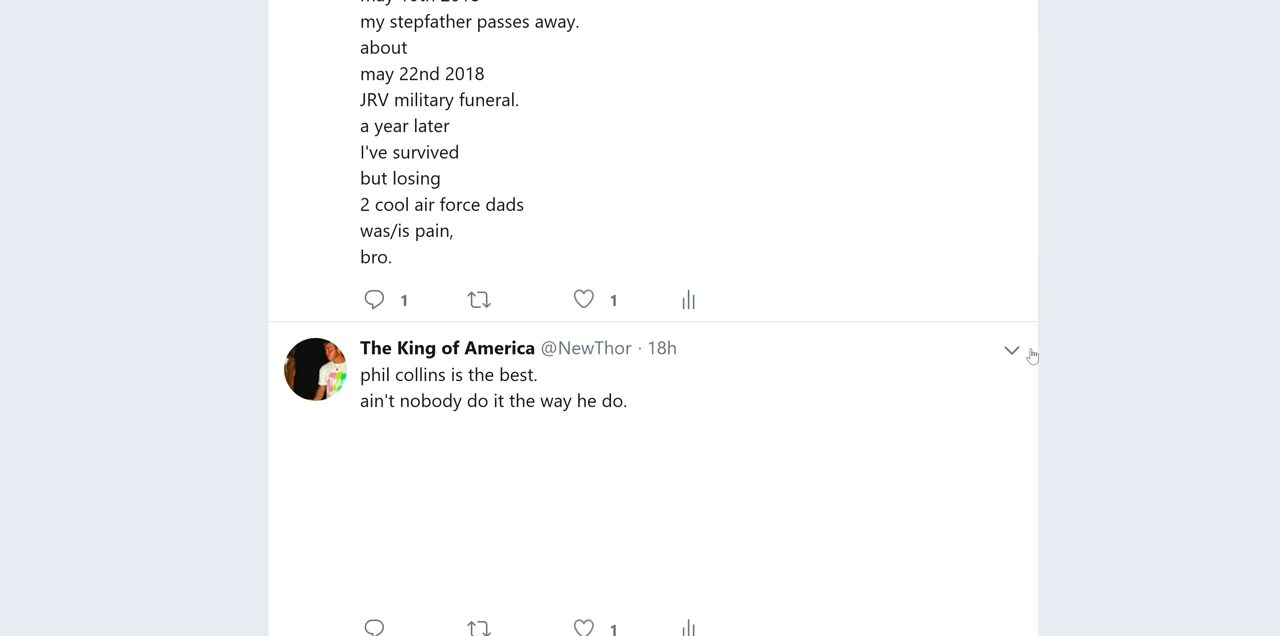 my stepfather passes away.
about
may 22nd 2018
JRV military funeral.
a year later
I've survived
but losing
2 cool air force dads
was/is pain,
bro.
1 1
The King of America @NewThor · 18h
phil collins is the best.
ain't nobody do it the way he do.
1